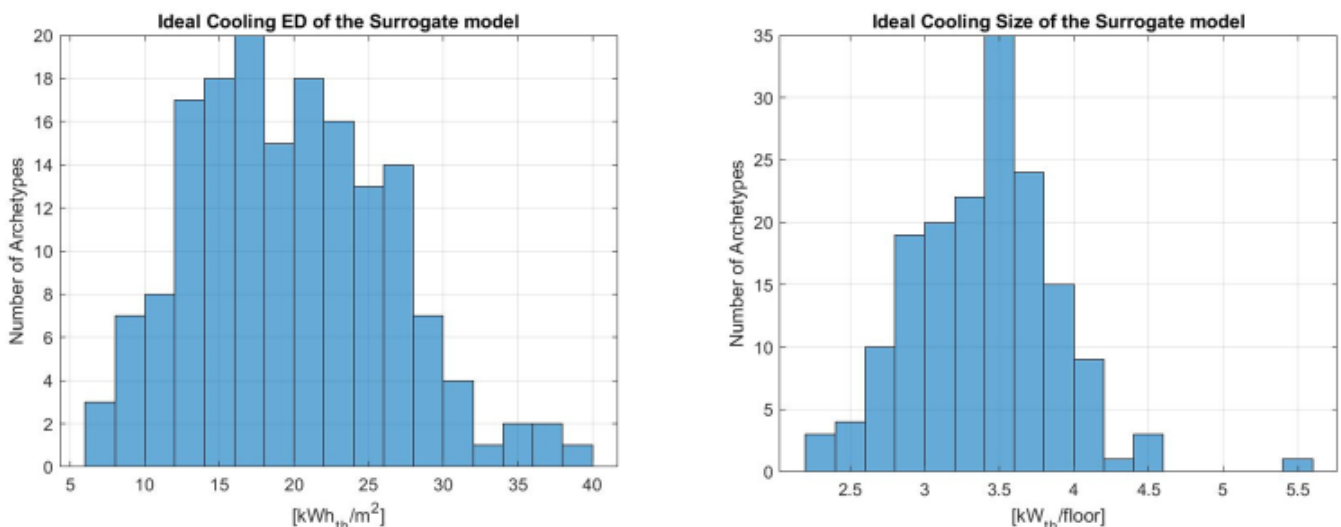 Ideal Cooling ED of the Surrogate model
20
18
16
14
12
10
8
6
4
2
0
Number of Archetypes
5 10 15 20 25 30 35 40
[kWh_th/m²]
Ideal Cooling Size of the Surrogate model
35
30
25
20
15
10
5
0
Number of Archetypes
2.5 3 3.5 4 4.5 5 5.5
[kW_th/floor]